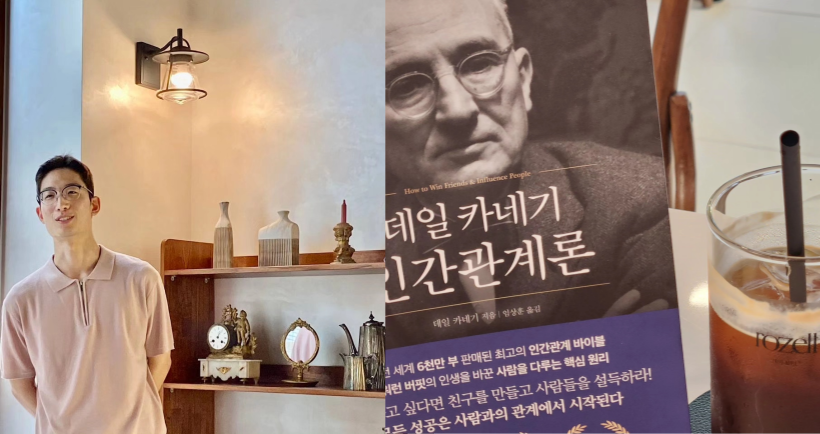 How to Win Friends & Influence People
데일 카네기
인간관계론
데일 카네기 지음 | 임상훈 옮김
세계 6천만 부 판매된 최고의 인간관계 바이블
버핏의 인생을 바꾼 사람을 다루는 핵심 원리
싶다면 친구를 만들고 사람들을 설득하라!
성공은 사람과의 관계에서 시작된다